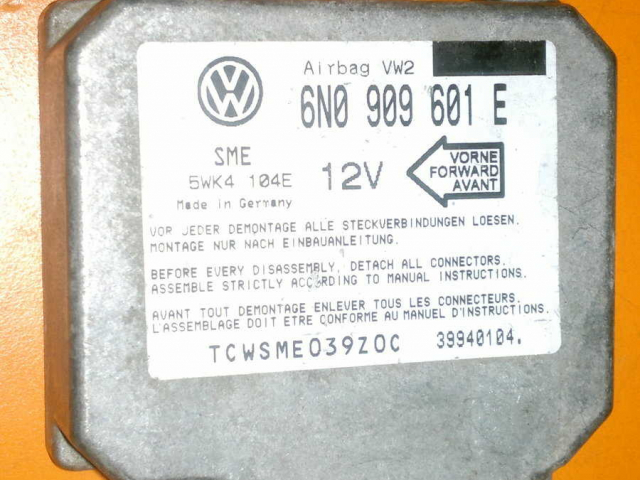 Airbag VW2
6N0 909 601 E
SME
5WK4 104E
12V
VORNE
FORWARD
AVANT
Made in Germany
VOR JEDER DEMONTAGE ALLE STECKVERBINDUNGEN LOESEN.
MONTAGE NUR NACH EINBAUANLEITUNG.
BEFORE EVERY DISASSEMBLY, DETACH ALL CONNECTORS.
ASSEMBLE STRICTLY ACCORDING TO MANUAL INSTRUCTIONS.
AVANT TOUT DEMONTAGE ENLEVER TOUS LES CONNECTEURS.
L'ASSEMBLAGE DOIT ETRE CONFORME AU MANUEL D'INSTRUCTIONS.
TCWSME039Z0C 39940104.